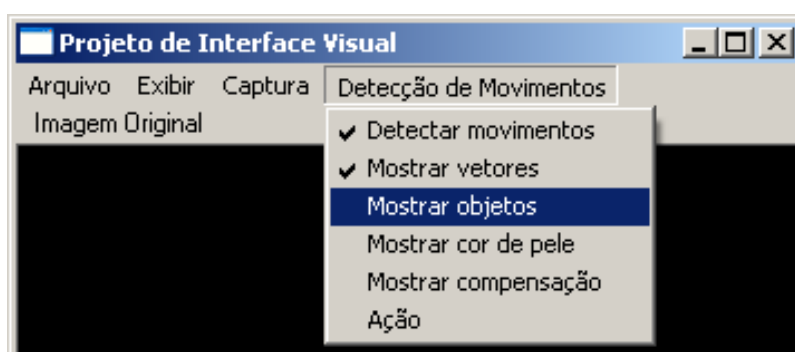 Projeto de Interface Visual
Arquivo Exibir Captura Detecção de Movimentos
Imagem Original
Detectar movimentos
Mostrar vetores
Mostrar objetos
Mostrar cor de pele
Mostrar compensação
Ação